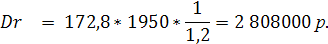 Dr = 172,8 * 1950 * 1/1,2 = 2 808000 р.